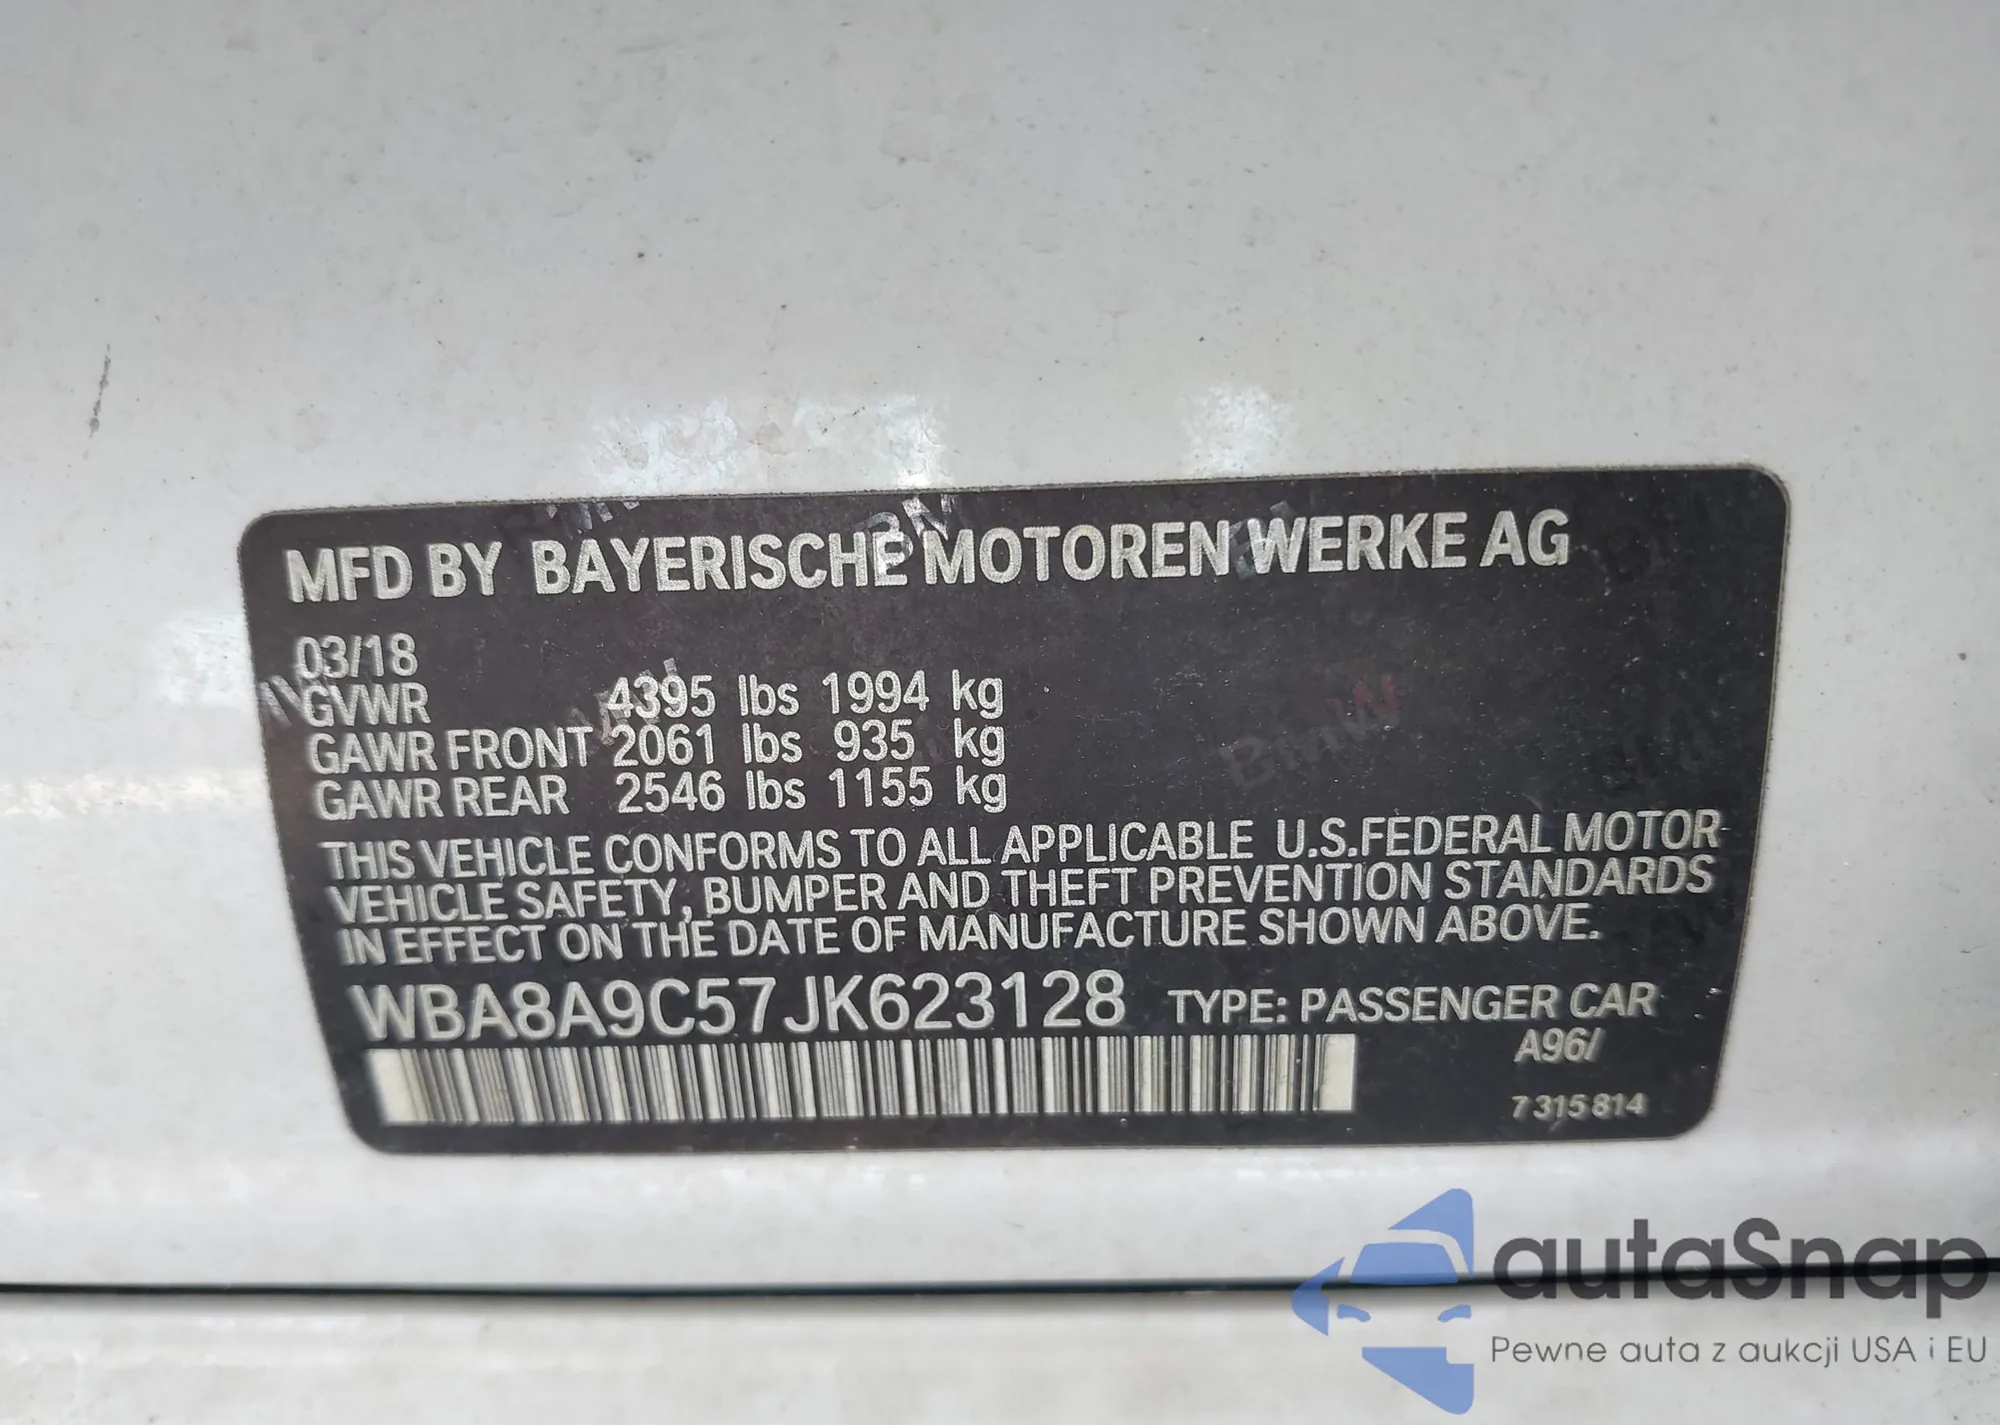 MFD BY BAYERISCHE MOTOREN WERKE AG
03/18
GVWR 4395 lbs 1994 kg
GAWR FRONT 2061 lbs 935 kg
GAWR REAR 2546 lbs 1155 kg
THIS VEHICLE CONFORMS TO ALL APPLICABLE U.S.FEDERAL MOTOR
VEHICLE SAFETY, BUMPER AND THEFT PREVENTION STANDARDS
IN EFFECT ON THE DATE OF MANUFACTURE SHOWN ABOVE.
WBA8A9C57JK623128 TYPE: PASSENGER CAR
A96/
7 315 814
autaSnap
Pewne auta z aukcji USA i EU